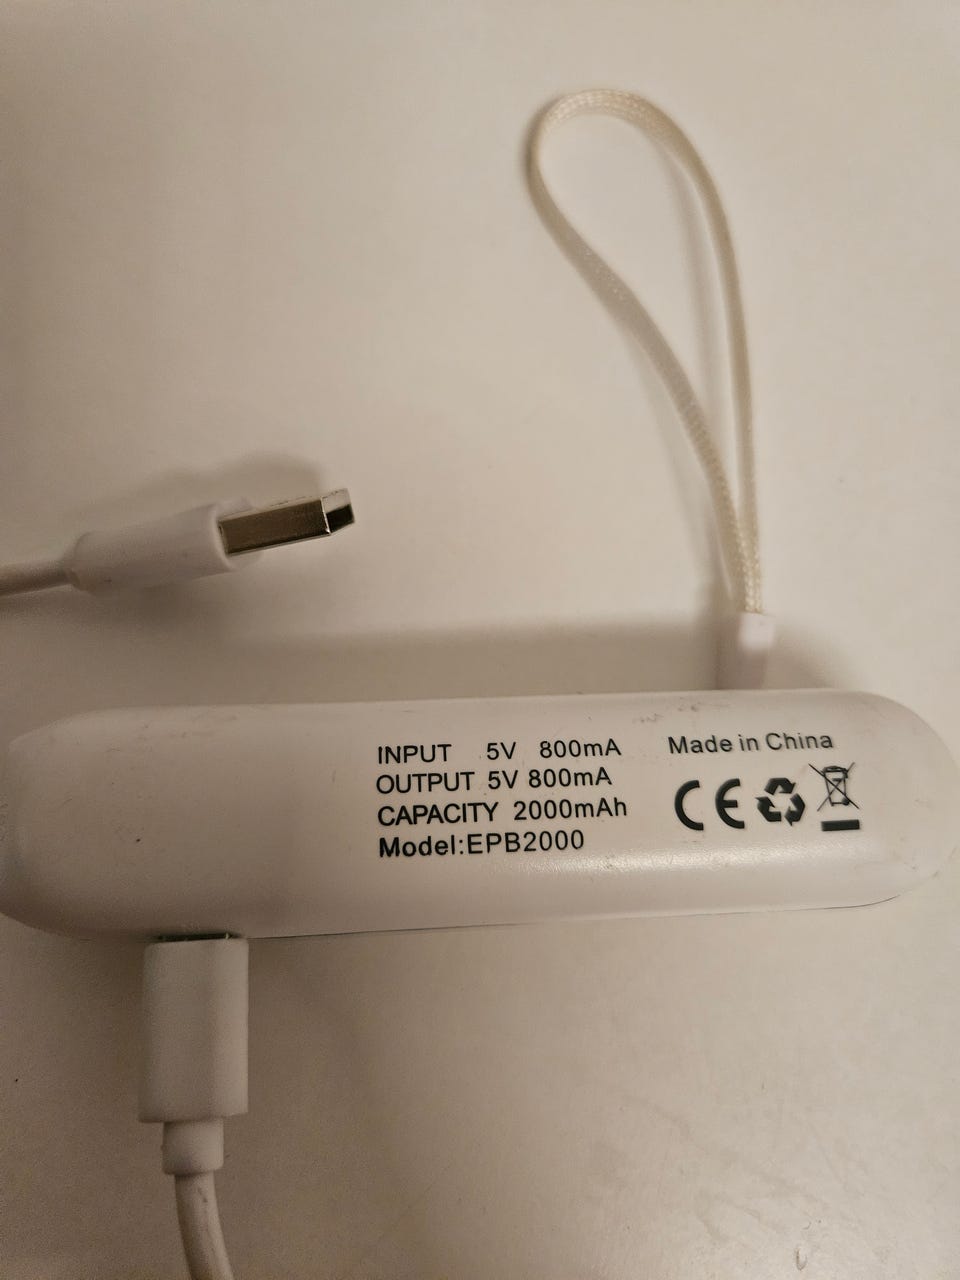 INPUT 5V 800mA
OUTPUT 5V 800mA
CAPACITY 2000mAh
Model:EPB2000
Made in China
CE